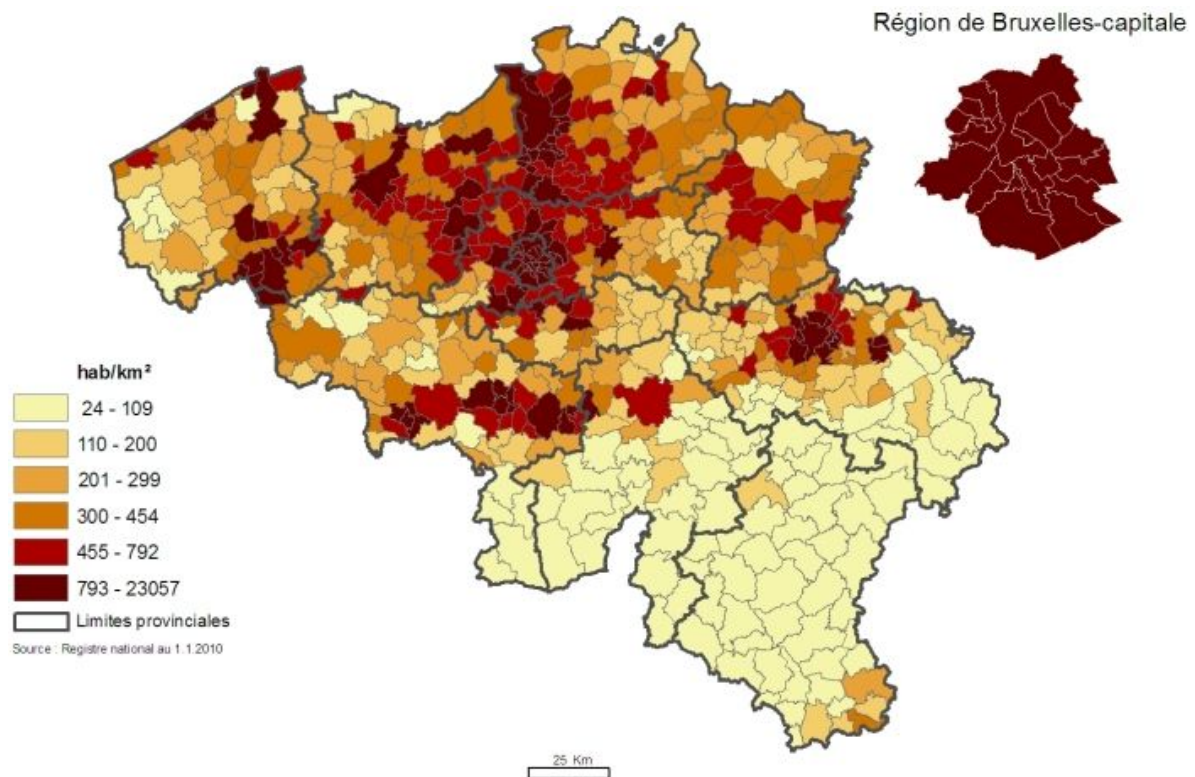 Région de Bruxelles-capitale
hab/km²
24 - 109
110 - 200
201 - 299
300 - 454
455 - 792
793 - 23057
Limites provinciales
Source : Registre national au 1.1.2010
25 Km